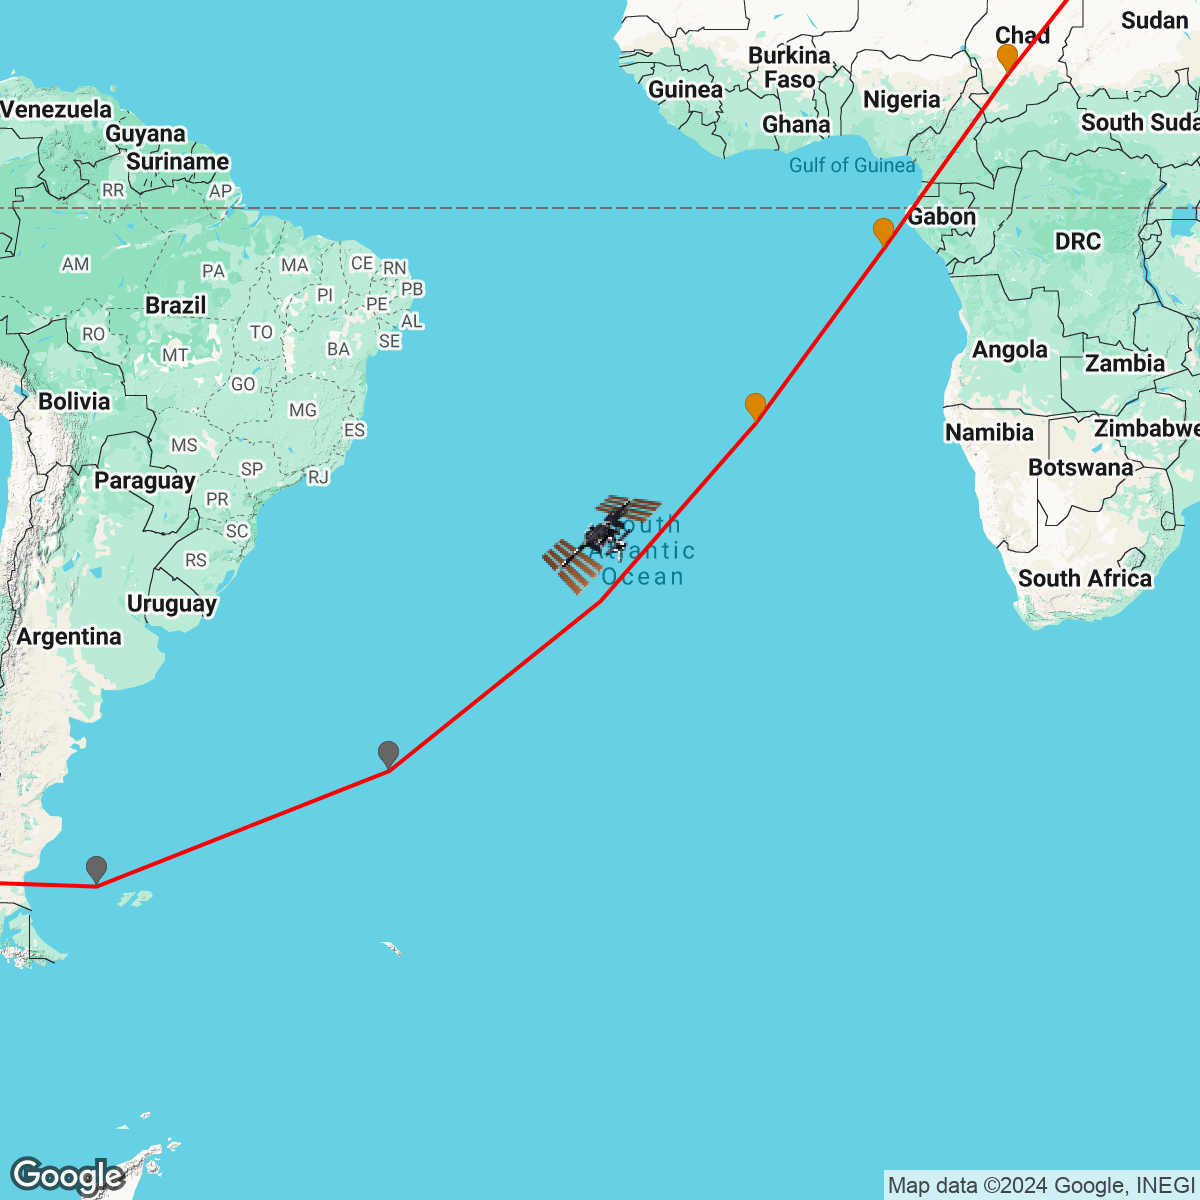 Sudan
Chad
Burkina
Faso
Guinea
Nigeria
Venezuela
Ghana
South Suda
Guyana
Suriname
Gulf of Guinea
RR
AP
Gabon
DRC
AM
PA
MA
CE
RN
PI
PB
Brazil
PE
AL
RO
TO
SE
MT
BA
Angola
Zambia
GO
Bolivia
MG
ES
Namibia
Zimbabwe
MS
SP
Botswana
Paraguay
RJ
PR
South
SC
Atlantic
RS
Ocean
South Africa
Uruguay
Argentina
Google
Map data ©2024 Google, INEGI